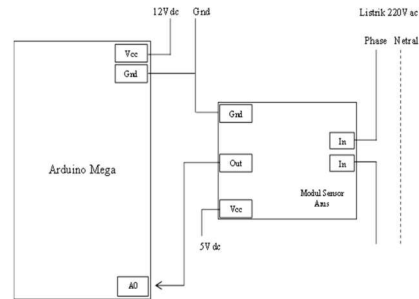 12V dc
Gnd
Listrik 220V ac
Phase
Netral
Vcc
Gnd
Arduino Mega
A0
Gnd
Out
Vcc
In
In
Modul Sensor
Arus
5V dc